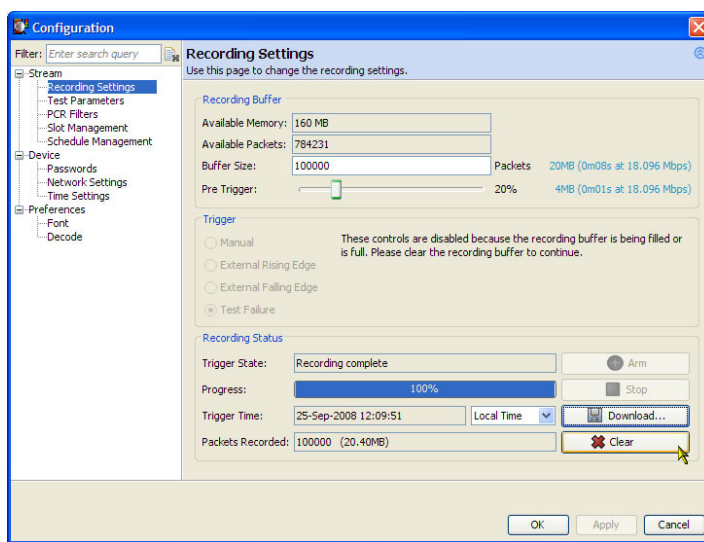 Configuration
Filter: Enter search query
Stream
Recording Settings
Test Parameters
PCR Filters
Slot Management
Schedule Management
Device
Passwords
Network Settings
Time Settings
Preferences
Font
Decode
Recording Settings
Use this page to change the recording settings.
Recording Buffer
Available Memory: 160 MB
Available Packets: 784231
Buffer Size: 100000 Packets 20MB (0m08s at 18.096 Mbps)
Pre Trigger: 20% 4MB (0m01s at 18.096 Mbps)
Trigger
Manual
External Rising Edge
External Falling Edge
Test Failure
These controls are disabled because the recording buffer is being filled or
is full. Please clear the recording buffer to continue.
Recording Status
Trigger State: Recording complete Arm
Progress: 100% Stop
Trigger Time: 25-Sep-2008 12:09:51 Local Time Download...
Packets Recorded: 100000 (20.40MB) Clear
OK Apply Cancel